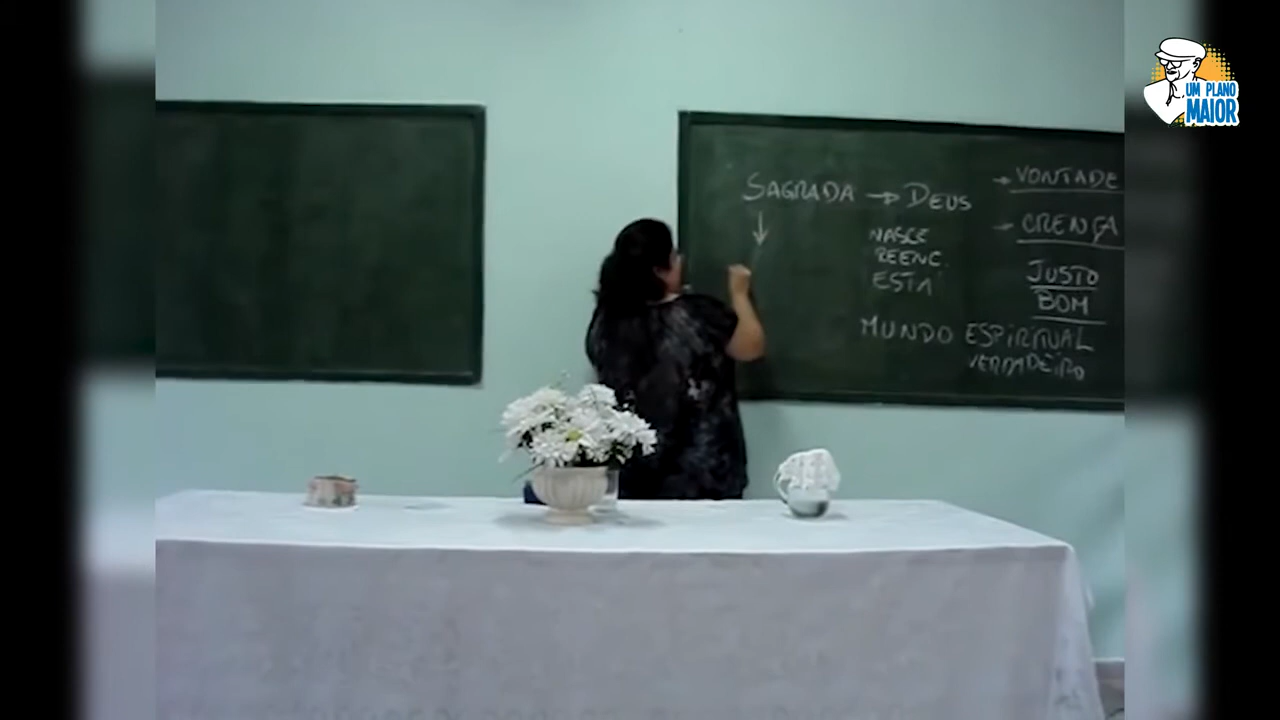 SAGRADA → DEUS
→ VONTADE
→ CRENÇA
NASCE
REENC.
ESTÁ
JUSTO
BOM
MUNDO ESPIRITUAL
VERDADEIRO
UM PLANO
MAIOR